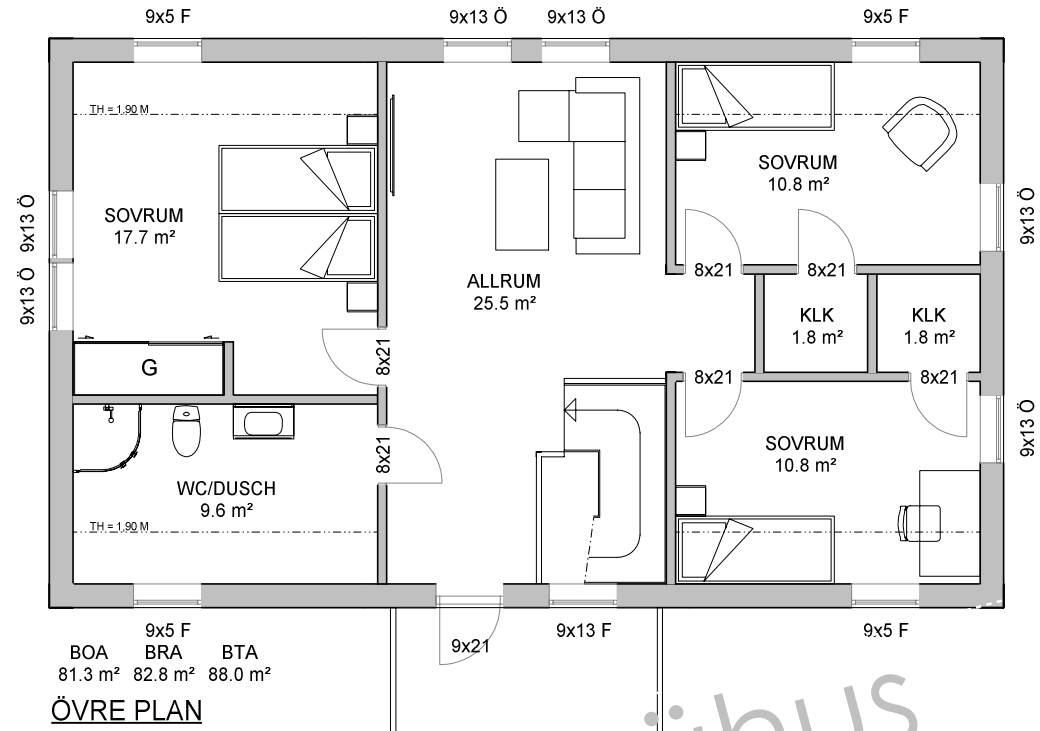 9x5 F
9x13 Ö
9x13 Ö
9x5 F
TH = 1,90 M
SOVRUM
17.7 m²
9x13 Ö
9x13 Ö
SOVRUM
10.8 m²
9x13 Ö
ALLRUM
25.5 m²
8x21
8x21
KLK
1.8 m²
KLK
1.8 m²
G
8x21
8x21
8x21
8x21
9x13 Ö
SOVRUM
10.8 m²
WC/DUSCH
9.6 m²
TH = 1,90 M
9x5 F
9x21
9x13 F
9x5 F
BOA BRA BTA
81.3 m² 82.8 m² 88.0 m²
ÖVRE PLAN